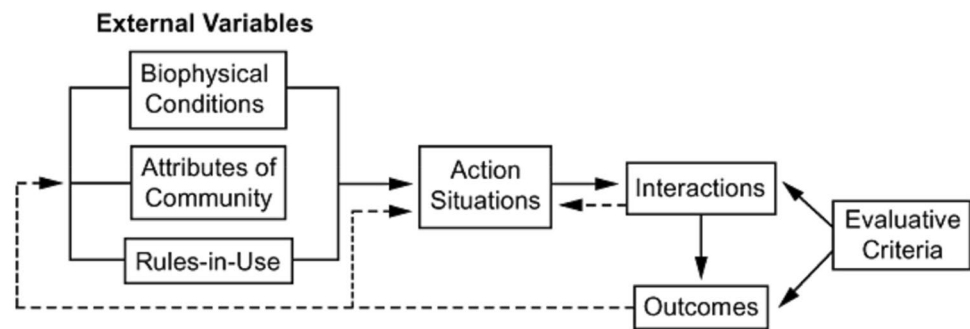 External Variables
Biophysical
Conditions
Attributes of
Community
Rules-in-Use
Action
Situations
Interactions
Outcomes
Evaluative
Criteria